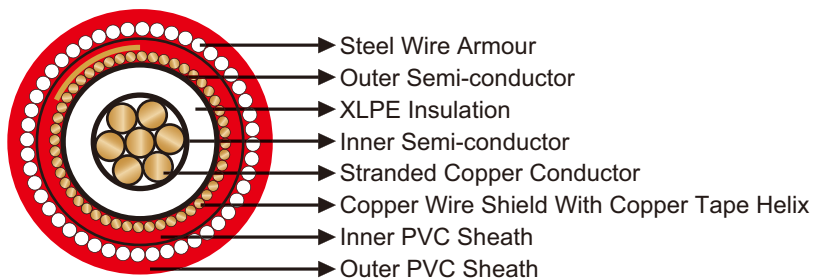 Steel Wire Armour
Outer Semi-conductor
XLPE Insulation
Inner Semi-conductor
Stranded Copper Conductor
Copper Wire Shield With Copper Tape Helix
Inner PVC Sheath
Outer PVC Sheath